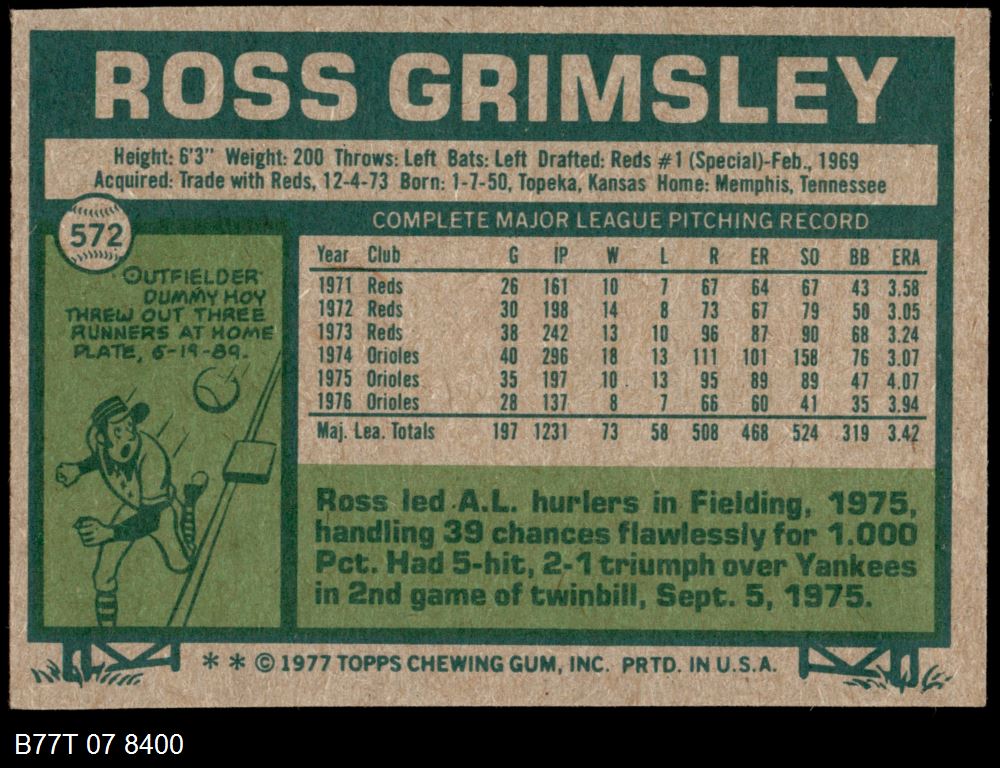 ROSS GRIMSLEY
Height: 6'3" Weight: 200 Throws: Left Bats: Left Drafted: Reds #1 (Special)-Feb., 1969
Acquired: Trade with Reds, 12-4-73 Born: 1-7-50, Topeka, Kansas Home: Memphis, Tennessee
572
OUTFIELDER
DUMMY HOY
THREW OUT THREE
RUNNERS AT HOME
PLATE, 6-19-89.
COMPLETE MAJOR LEAGUE PITCHING RECORD
Year Club G IP W L R ER SO BB ERA
1971 Reds 26 161 10 7 67 64 67 43 3.58
1972 Reds 30 198 14 8 73 67 79 50 3.05
1973 Reds 38 242 13 10 96 87 90 68 3.24
1974 Orioles 40 296 18 13 111 101 158 76 3.07
1975 Orioles 35 197 10 13 95 89 89 47 4.07
1976 Orioles 28 137 8 7 66 60 41 35 3.94
Maj. Lea. Totals 197 1231 73 58 508 468 524 319 3.42
Ross led A.L. hurlers in Fielding, 1975,
handling 39 chances flawlessly for 1.000
Pct. Had 5-hit, 2-1 triumph over Yankees
in 2nd game of twinbill, Sept. 5, 1975.
* * © 1977 TOPPS CHEWING GUM, INC. PRTD. IN U.S.A.
B77T 07 8400